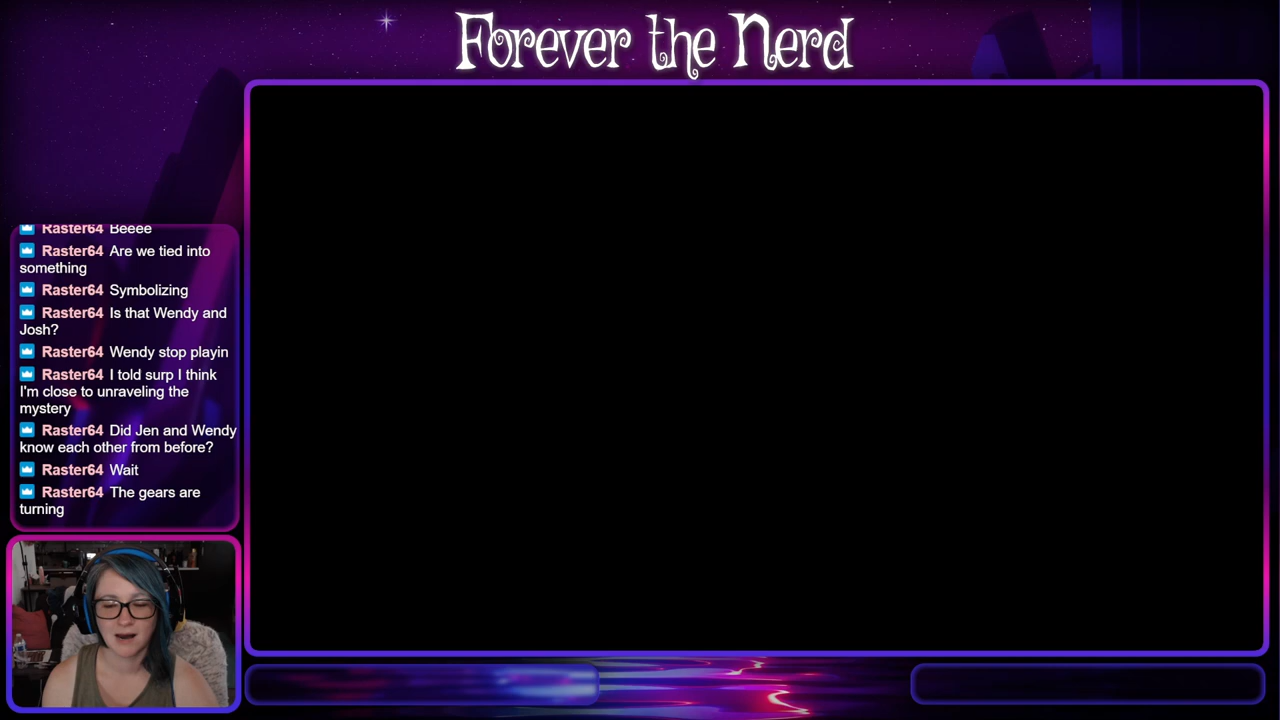 Forever the Nerd
Raster64 Beeee
Raster64 Are we tied into
something
Raster64 Symbolizing
Raster64 Is that Wendy and
Josh?
Raster64 Wendy stop playin
Raster64 I told surp I think
I'm close to unraveling the
mystery
Raster64 Did Jen and Wendy
know each other from before?
Raster64 Wait
Raster64 The gears are
turning